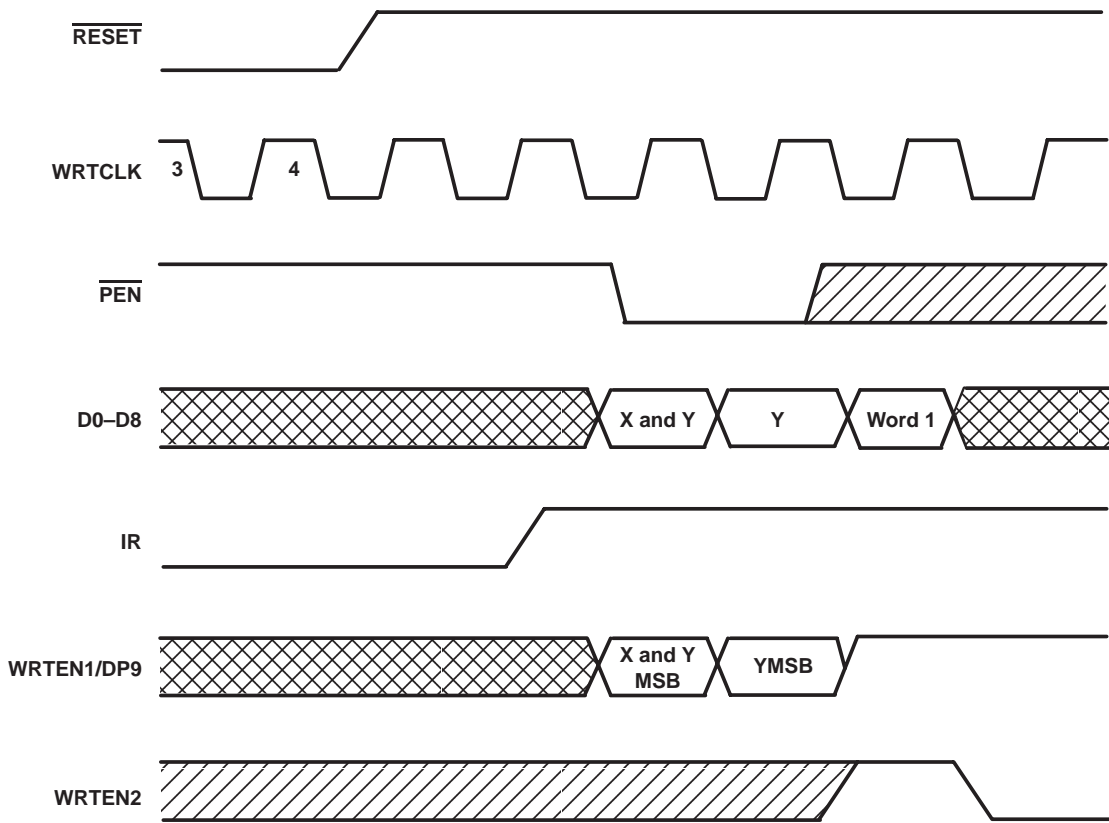 RESET
WRTCLK
3
4
PEN
D0–D8
X and Y
Y
Word 1
IR
WRTEN1/DP9
X and Y
MSB
YMSB
WRTEN2